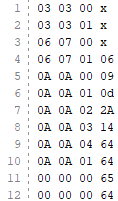 1 03 03 00 x
2 03 03 01 x
3 06 07 00 x
4 06 07 01 06
5 0A 0A 00 09
6 0A 0A 01 0d
7 0A 0A 02 2A
8 0A 0A 03 14
9 0A 0A 04 64
10 0A 0A 01 64
11 00 00 00 65
12 00 00 00 64